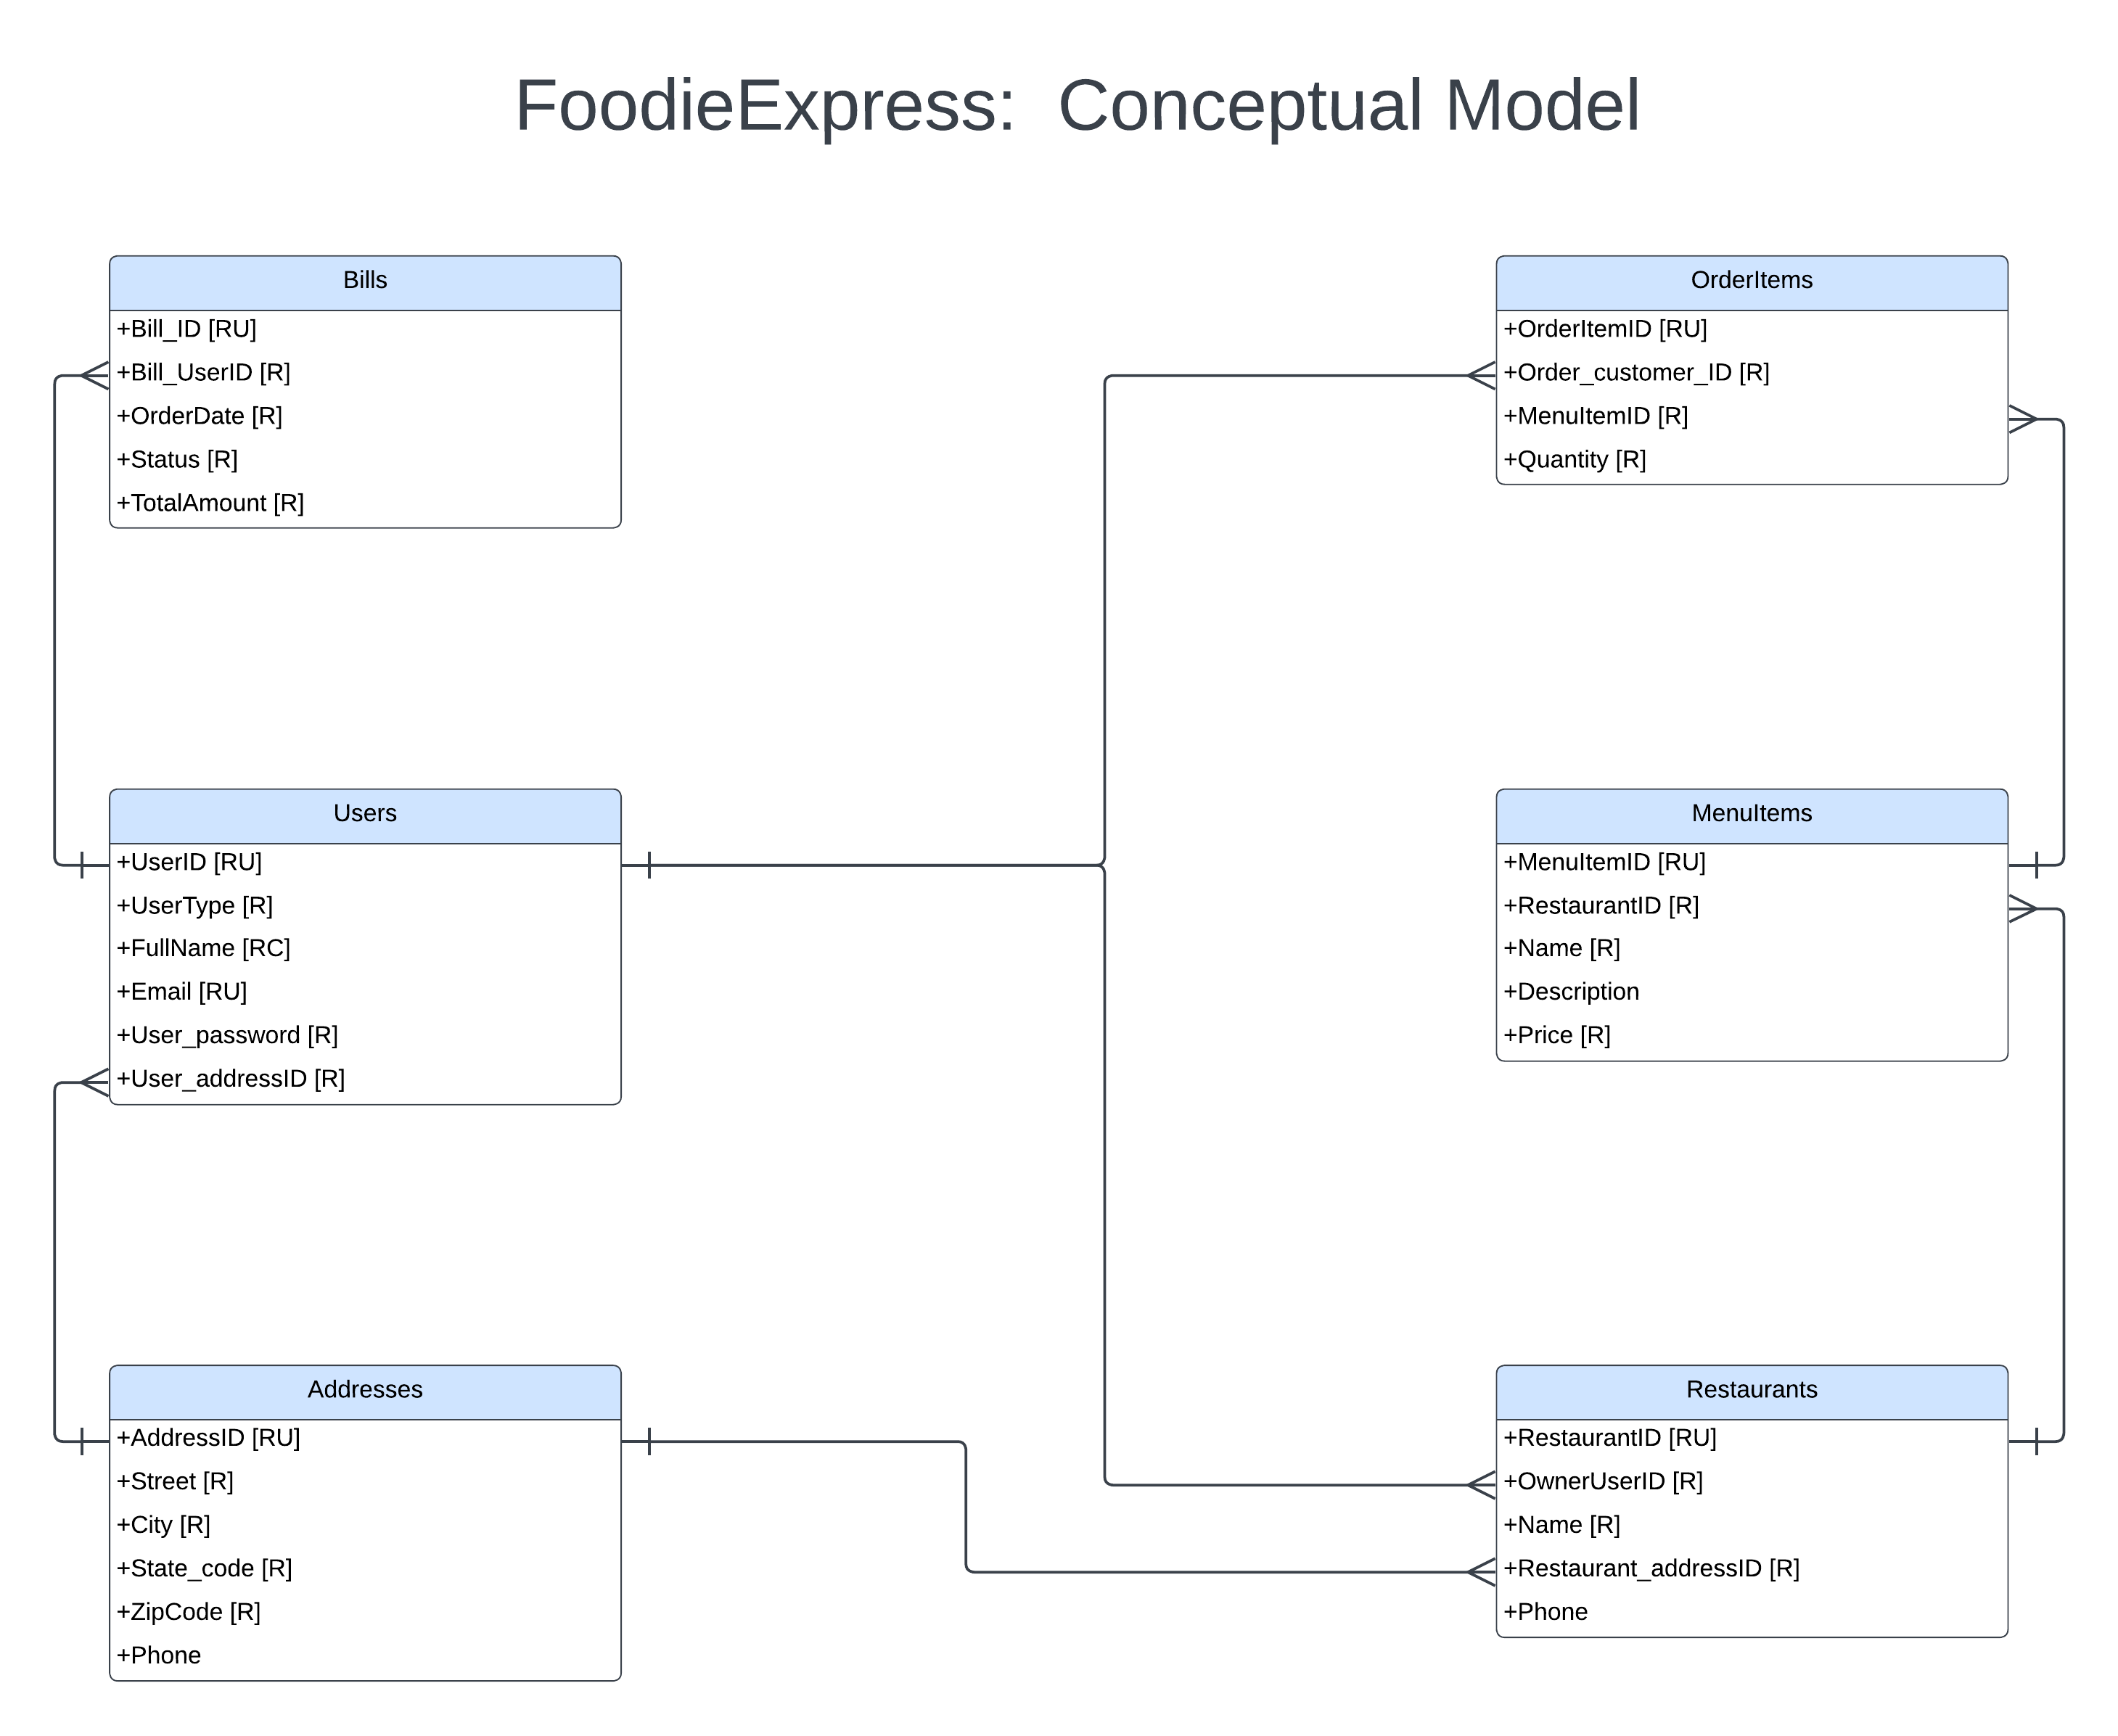 FoodieExpress:  Conceptual Model
Bills
+Bill_ID [RU]
+Bill_UserID [R]
+OrderDate [R]
+Status [R]
+TotalAmount [R]
OrderItems
+OrderItemID [RU]
+Order_customer_ID [R]
+MenuItemID [R]
+Quantity [R]
Users
+UserID [RU]
+UserType [R]
+FullName [RC]
+Email [RU]
+User_password [R]
+User_addressID [R]
MenuItems
+MenuItemID [RU]
+RestaurantID [R]
+Name [R]
+Description
+Price [R]
Addresses
+AddressID [RU]
+Street [R]
+City [R]
+State_code [R]
+ZipCode [R]
+Phone
Restaurants
+RestaurantID [RU]
+OwnerUserID [R]
+Name [R]
+Restaurant_addressID [R]
+Phone